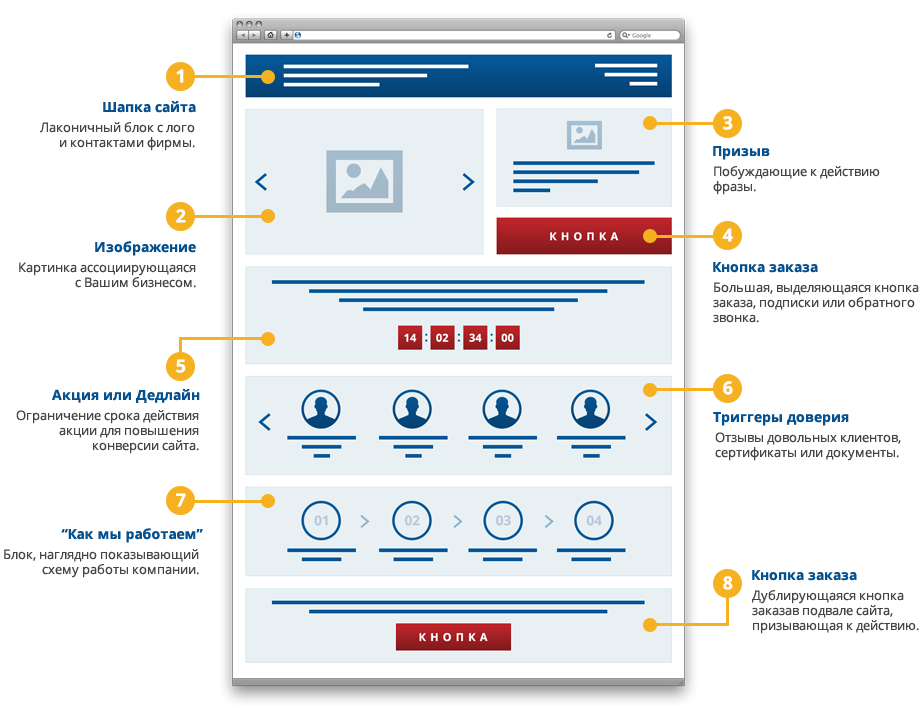 Google
1
Шапка сайта
Лаконичный блок с лого
и контактами фирмы.
2
Изображение
Картинка ассоциирующаяся
с Вашим бизнесом.
3
Призыв
Побуждающие к действию
фразы.
КНОПКА
4
Кнопка заказа
Большая, выделяющаяся кнопка
заказа, подписки или обратного
звонка.
14 : 02 : 34 : 00
5
Акция или Дедлайн
Ограничение срока действия
акции для повышения
конверсии сайта.
6
Триггеры доверия
Отзывы довольных клиентов,
сертификаты или документы.
7
“Как мы работаем”
Блок, наглядно показывающий
схему работы компании.
01 02 03 04
8
Кнопка заказа
Дублирующаяся кнопка
заказав подвале сайта,
призывающая к действию.
КНОПКА